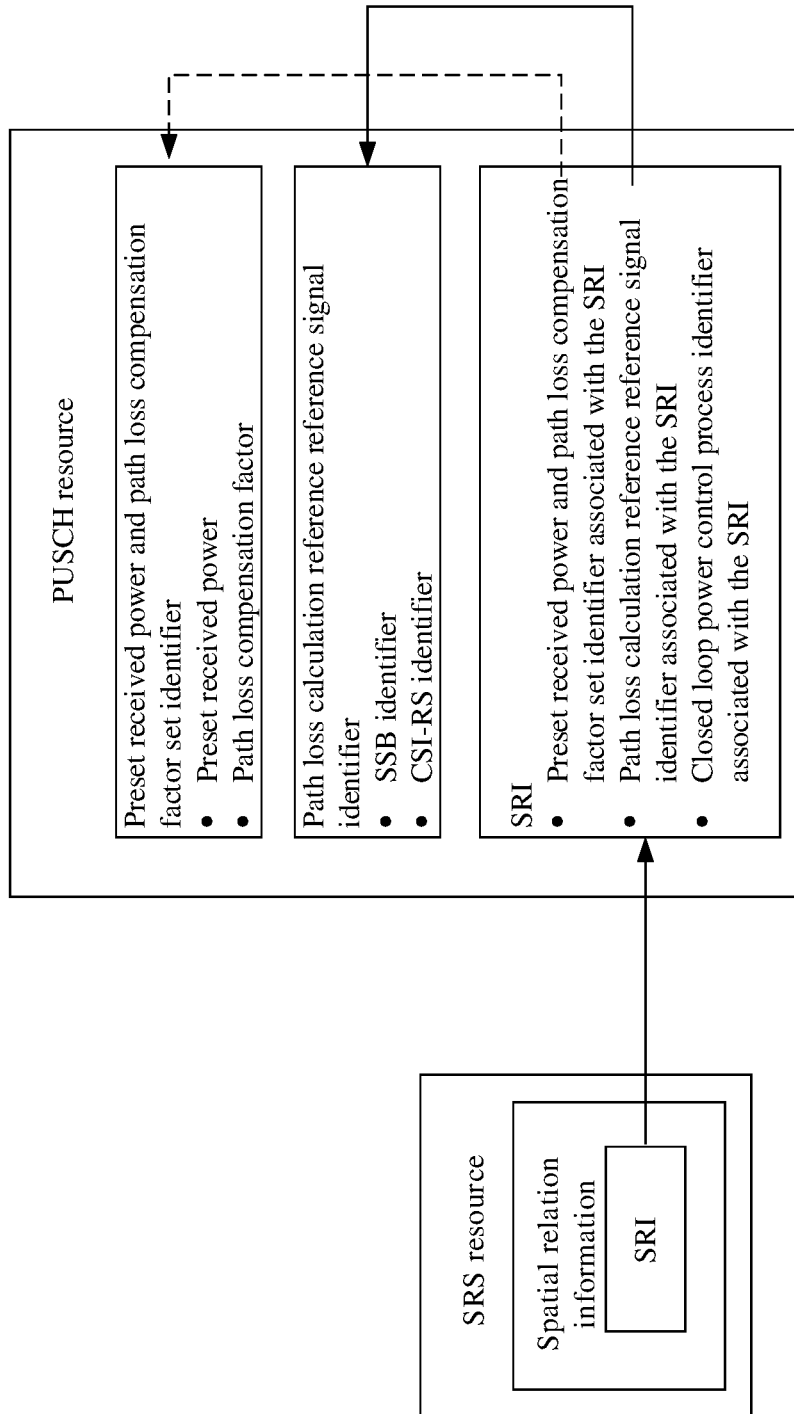 SRS resource
Spatial relation
information
SRI
PUSCH resource
Preset received power and path loss compensation
factor set identifier
• Preset received power
• Path loss compensation factor
Path loss calculation reference reference signal
identifier
• SSB identifier
• CSI-RS identifier
SRI
• Preset received power and path loss compensation
factor set identifier associated with the SRI
• Path loss calculation reference reference signal
identifier associated with the SRI
• Closed loop power control process identifier
associated with the SRI